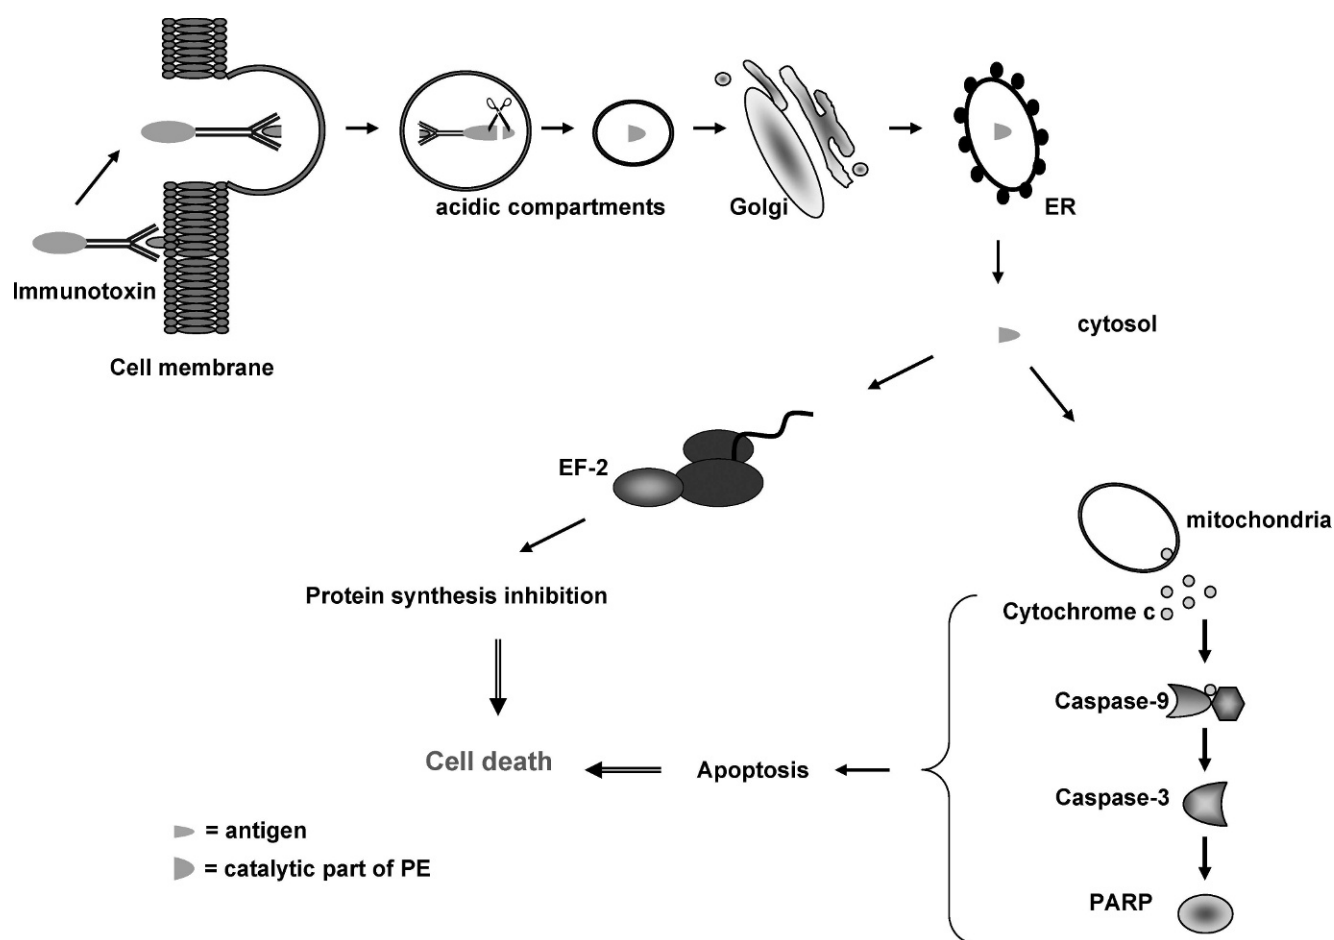 acidic compartments
Golgi
ER
Immunotoxin
cytosol
Cell membrane
EF-2
mitochondria
Protein synthesis inhibition
Cytochrome c
Caspase-9
Cell death
Apoptosis
Caspase-3
= antigen
= catalytic part of PE
PARP